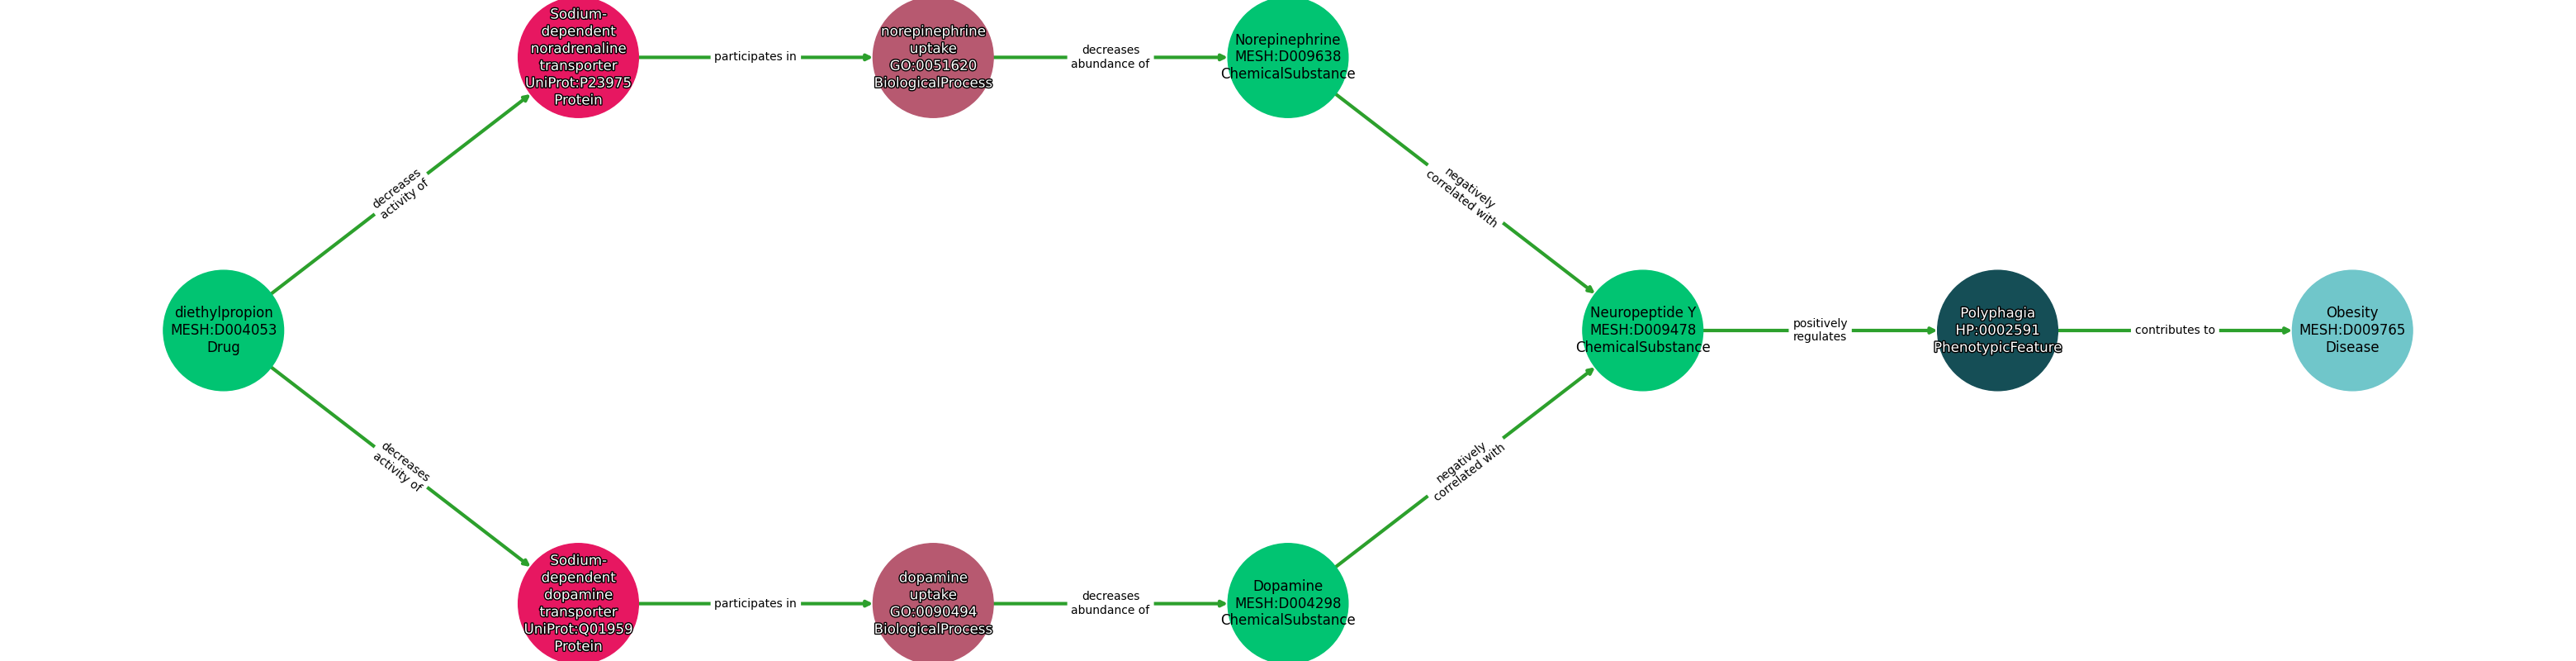 Sodium-
dependent
noradrenaline
transporter
UniProt:P23975
Protein
participates in
norepinephrine
uptake
GO:0051620
BiologicalProcess
decreases
abundance of
Norepinephrine
MESH:D009638
ChemicalSubstance
decreases
activity of
negatively
correlated with
diethylpropion
MESH:D004053
Drug
Neuropeptide Y
MESH:D009478
ChemicalSubstance
positively
regulates
Polyphagia
HP:0002591
PhenotypicFeature
contributes to
Obesity
MESH:D009765
Disease
decreases
activity of
negatively
correlated with
Sodium-
dependent
dopamine
transporter
UniProt:Q01959
Protein
participates in
dopamine
uptake
GO:0090494
BiologicalProcess
decreases
abundance of
Dopamine
MESH:D004298
ChemicalSubstance